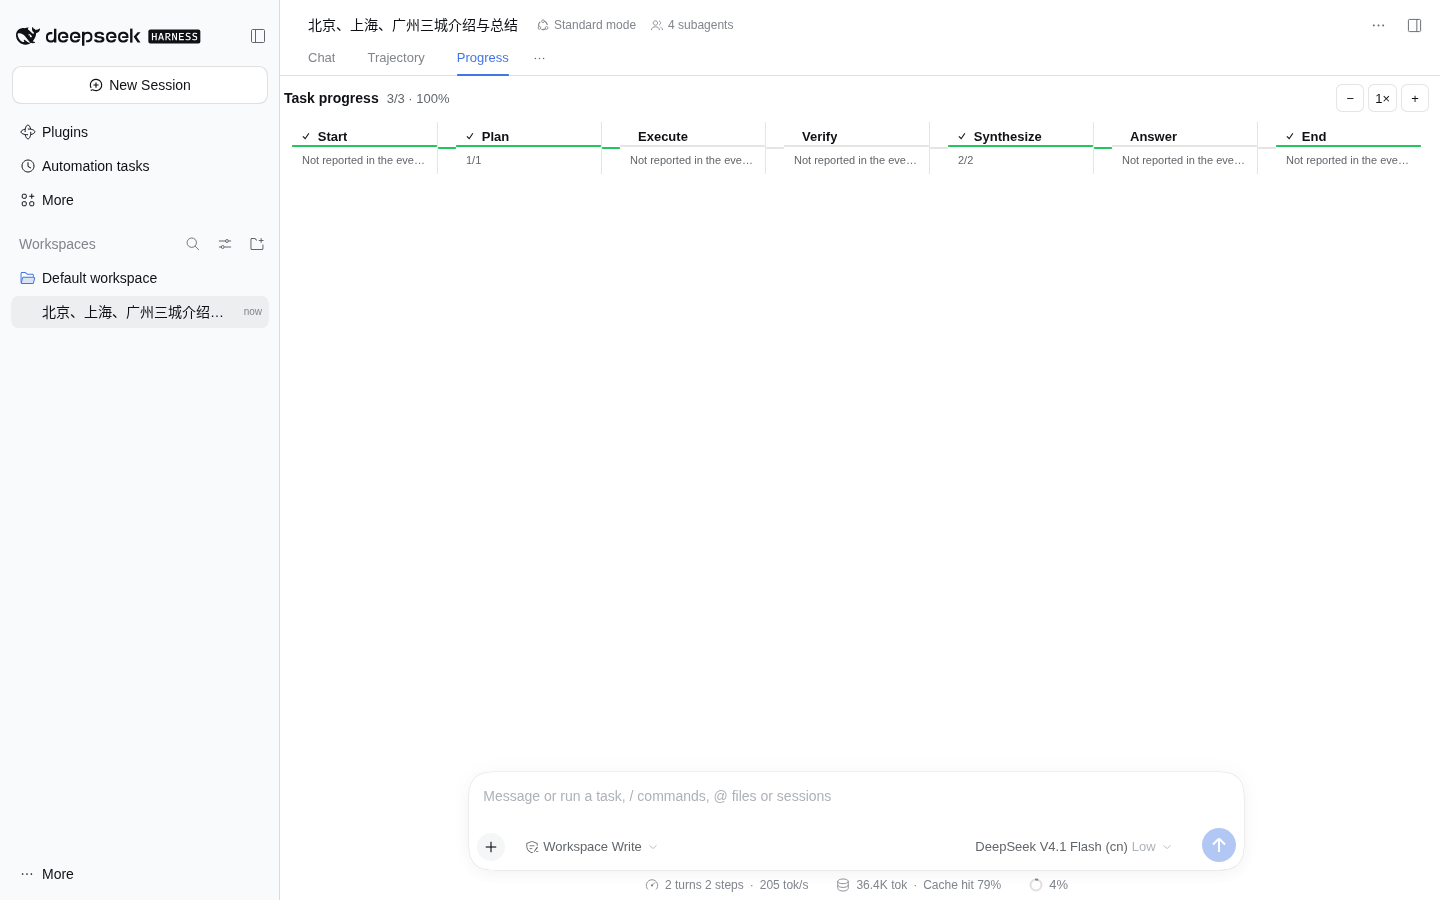 deepseek HARNESS
New Session
Plugins
Automation tasks
More
Workspaces
Default workspace
北京、上海、广州三城介绍… now
More
北京、上海、广州三城介绍与总结 Standard mode 4 subagents
Chat Trajectory Progress
Task progress 3/3 · 100%
− 1× +
Start Plan Execute Verify Synthesize Answer End
Not reported in the eve… 1/1 Not reported in the eve… Not reported in the eve… 2/2 Not reported in the eve… Not reported in the eve…
Message or run a task, / commands, @ files or sessions
Workspace Write DeepSeek V4.1 Flash (cn) Low
2 turns 2 steps · 205 tok/s 36.4K tok · Cache hit 79% 4%